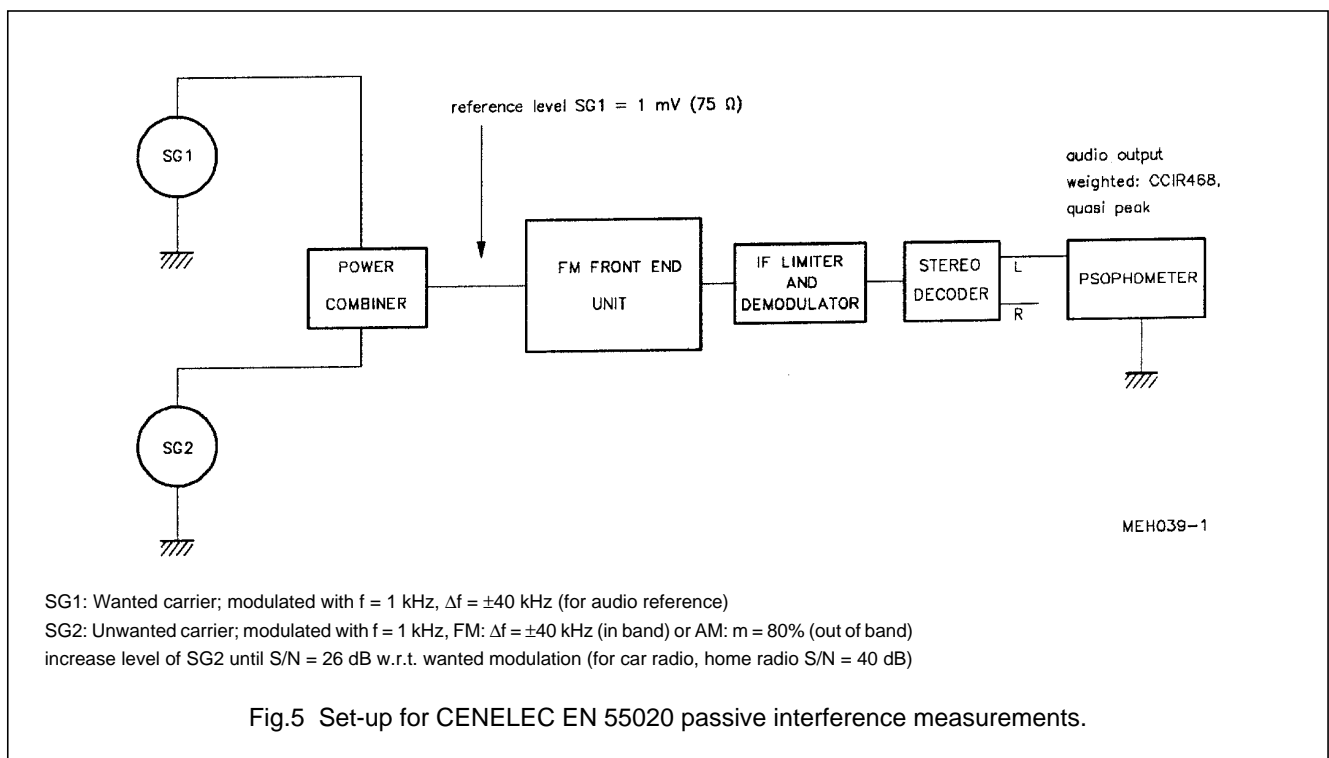 SG1
reference level SG1 = 1 mV (75 Ω)
audio output
weighted: CCIR468,
quasi peak
POWER
COMBINER
FM FRONT END
UNIT
IF LIMITER
AND
DEMODULATOR
STEREO
DECODER
L
R
PSOPHOMETER
SG2
MEH039-1
SG1: Wanted carrier; modulated with f = 1 kHz, Δf = ±40 kHz (for audio reference)
SG2: Unwanted carrier; modulated with f = 1 kHz, FM: Δf = ±40 kHz (in band) or AM: m = 80% (out of band)
increase level of SG2 until S/N = 26 dB w.r.t. wanted modulation (for car radio, home radio S/N = 40 dB)
Fig.5 Set-up for CENELEC EN 55020 passive interference measurements.